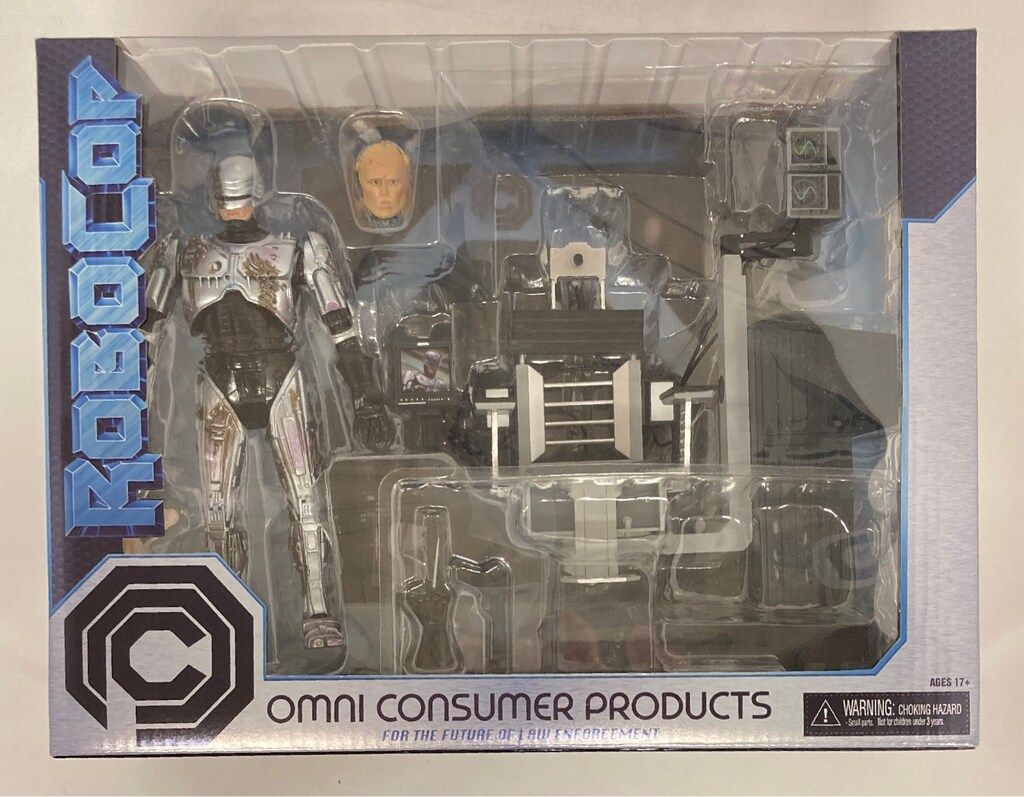 ROBOCOP
OCP
OMNI CONSUMER PRODUCTS
FOR THE FUTURE OF LAW ENFORCEMENT
AGES 17+
WARNING: CHOKING HAZARD
- Small parts. Not for children under 3 years.